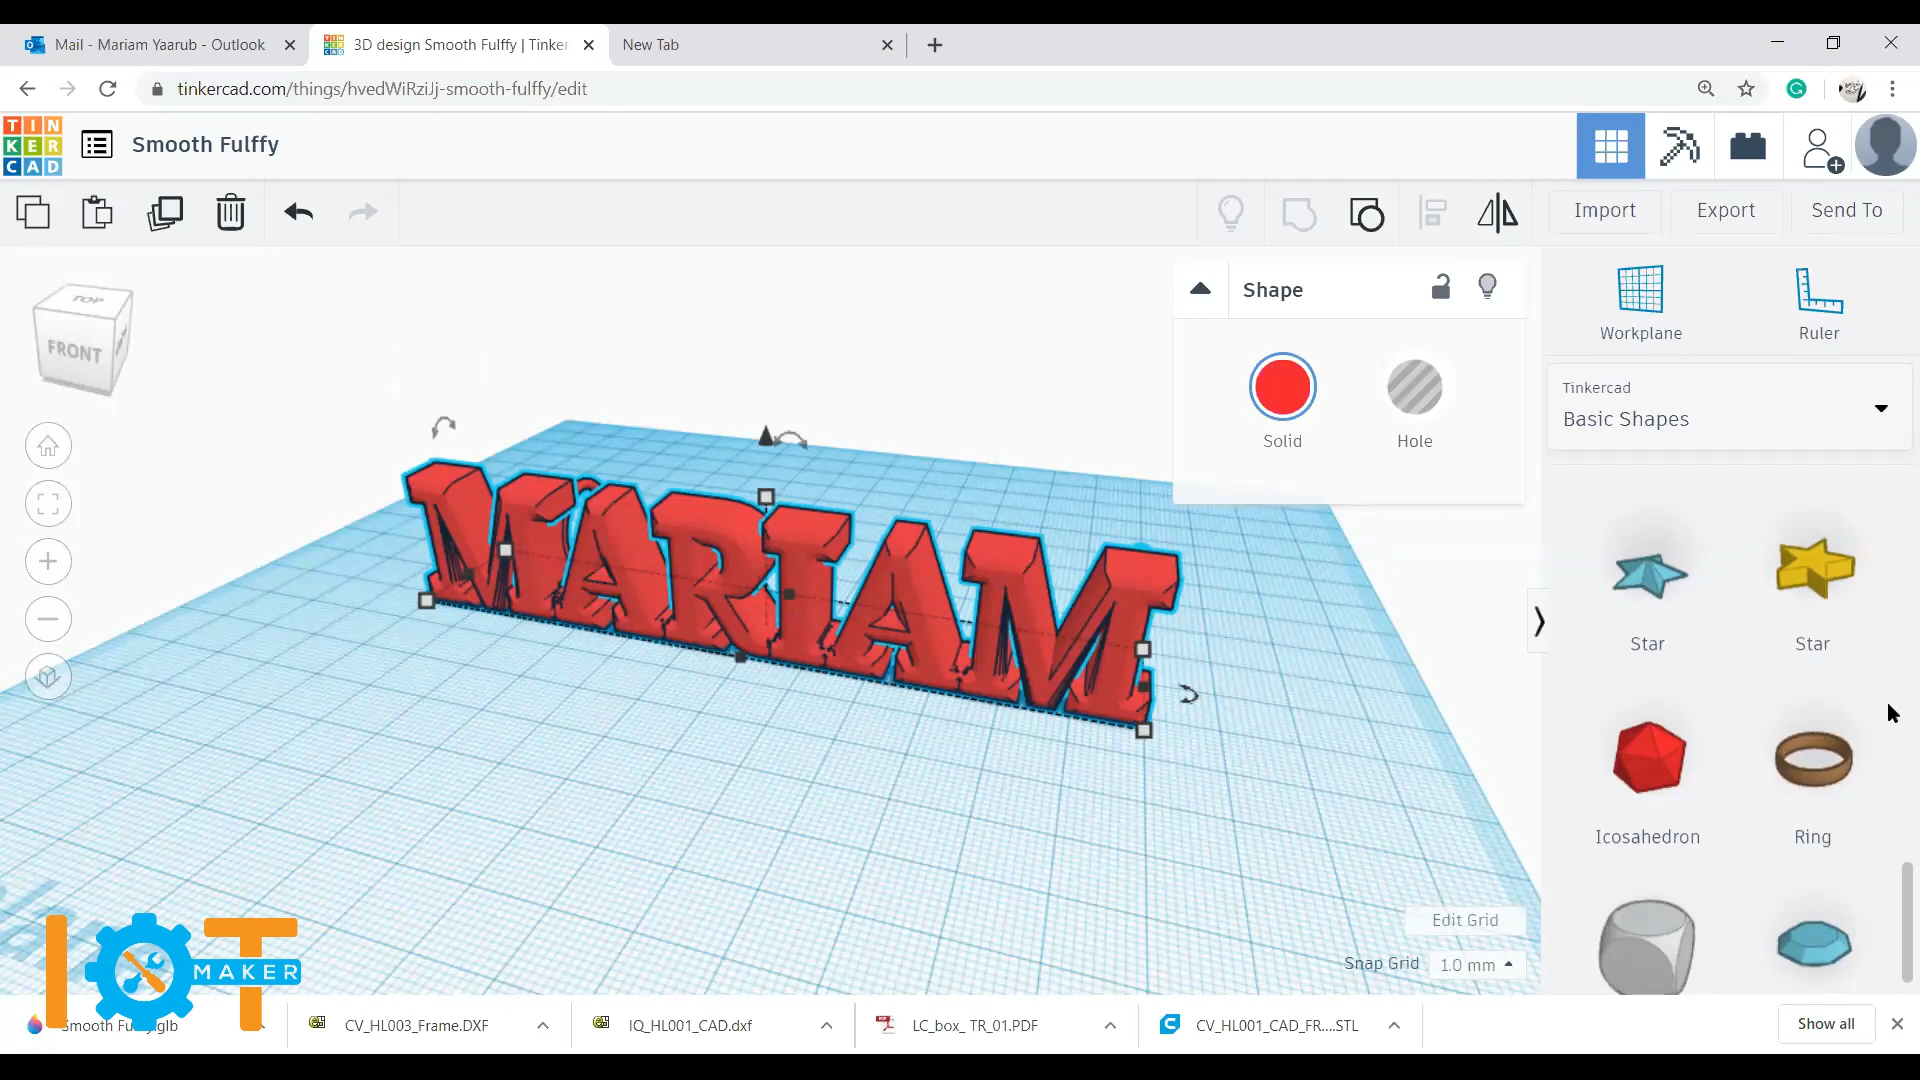 Mail - Mariam Yaarub - Outlook
3D design Smooth Fulffy | Tinker
New Tab
tinkercad.com/things/hvedWiRziJj-smooth-fulffy/edit
TIN
KER
CAD
Smooth Fulffy
Import
Export
Send To
TOP
FRONT
Shape
Solid
Hole
Workplane
Ruler
Tinkercad
Basic Shapes
MARIAM
Star
Star
Icosahedron
Ring
Edit Grid
Snap Grid
1.0 mm
IOT
MAKER
CV_HL003_Frame.DXF
IQ_HL001_CAD.dxf
LC_box_ TR_01.PDF
CV_HL001_CAD_FR....STL
Show all